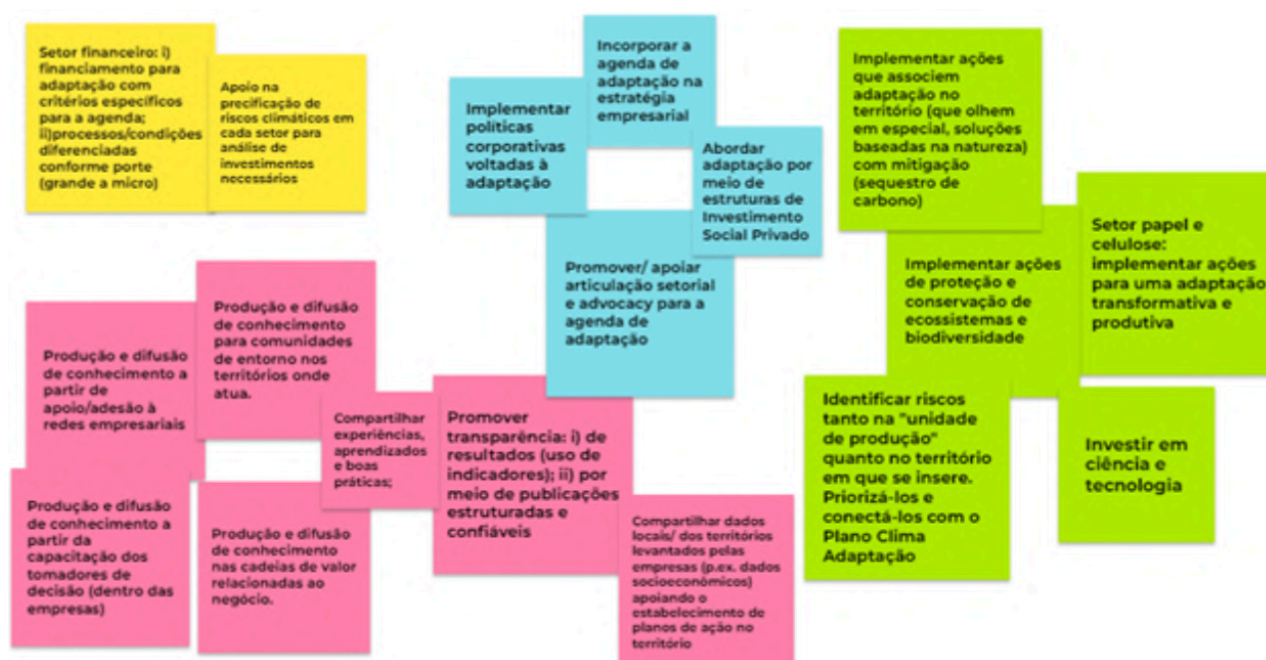 Setor financeiro: i)
financiamento para
adaptação com
critérios específicos
para a agenda;
ii)processos/condições
diferenciadas
conforme porte
(grande a micro)
Apoio na
precificação de
riscos climáticos em
cada setor para
análise de
investimentos
necessários
Implementar
políticas
corporativas
voltadas à
adaptação
Incorporar a
agenda de
adaptação na
estratégia
empresarial
Abordar
adaptação por
meio de
estruturas de
Investimento
Social Privado
Promover/ apoiar
articulação setorial
e advocacy para a
agenda de
adaptação
Implementar ações
que associem
adaptação no
território (que olhem
em especial, soluções
baseadas na natureza)
com mitigação
(sequestro de
carbono)
Implementar ações
de proteção e
conservação de
ecossistemas e
biodiversidade
Setor papel e
celulose:
implementar ações
para uma adaptação
transformativa e
produtiva
Identificar riscos
tanto na "unidade
de produção"
quanto no território
em que se insere.
Priorizá-los e
conectá-los com o
Plano Clima
Adaptação
Investir em
ciência e
tecnologia
Produção e difusão
de conhecimento a
partir de
apoio/adesão à
redes empresariais
Produção e difusão
de conhecimento
para comunidades
de entorno nos
territórios onde
atua.
Compartilhar
experiências,
aprendizados
e boas
práticas;
Promover
transparência: i) de
resultados (uso de
indicadores); ii) por
meio de publicações
estruturadas e
confiáveis
Produção e difusão
de conhecimento a
partir da
capacitação dos
tomadores de
decisão (dentro das
empresas)
Produção e difusão
de conhecimento
nas cadeias de valor
relacionadas ao
negócio.
Compartilhar dados
locais/ dos territórios
levantados pelas
empresas (p.ex. dados
socioeconômicos)
apoiando o
estabelecimento de
planos de ação no
território